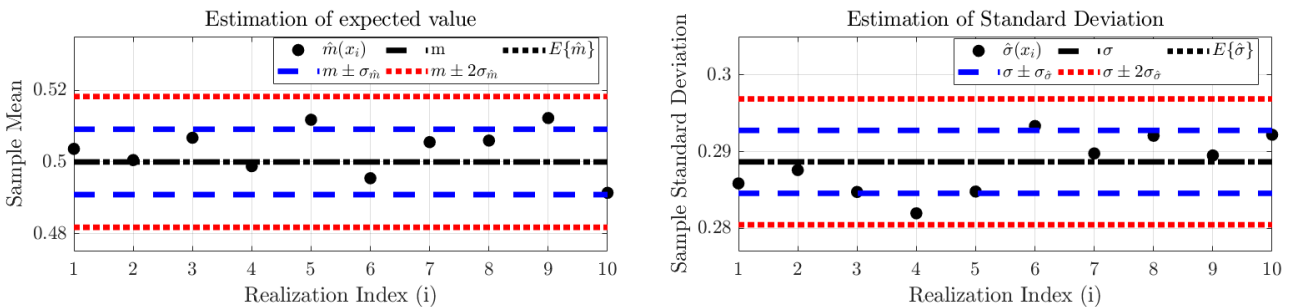 Estimation of expected value
m̂(xᵢ) m E{m̂}
m ± σ_m̂ m ± 2σ_m̂
Sample Mean
0.52
0.5
0.48
1 2 3 4 5 6 7 8 9 10
Realization Index (i)
Estimation of Standard Deviation
σ̂(xᵢ) σ E{σ̂}
σ ± σ_σ̂ σ ± 2σ_σ̂
Sample Standard Deviation
0.3
0.29
0.28
1 2 3 4 5 6 7 8 9 10
Realization Index (i)